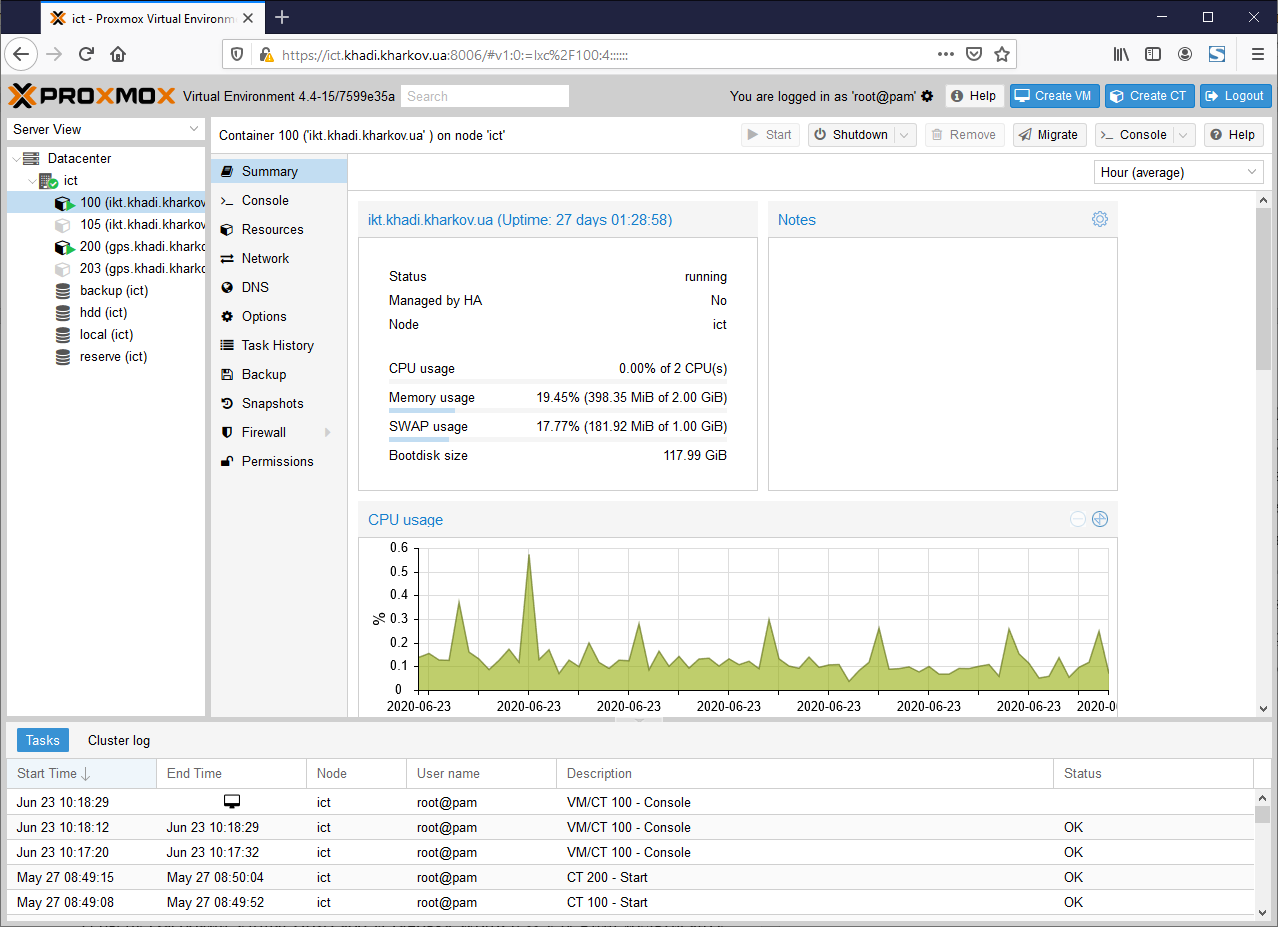 ict - Proxmox Virtual Environm
https://ict.khadi.kharkov.ua:8006/#v1:0:=lxc%2F100:4::::::
PROXMOX Virtual Environment 4.4-15/7599e35a Search You are logged in as 'root@pam' Help Create VM Create CT Logout
Server View
Datacenter
ict
100 (ikt.khadi.kharkov
105 (ikt.khadi.kharkov
200 (gps.khadi.kharko
203 (gps.khadi.kharko
backup (ict)
hdd (ict)
local (ict)
reserve (ict)
Container 100 ('ikt.khadi.kharkov.ua' ) on node 'ict'
Start Shutdown Remove Migrate Console Help
Summary
Console
Resources
Network
DNS
Options
Task History
Backup
Snapshots
Firewall
Permissions
Hour (average)
ikt.khadi.kharkov.ua (Uptime: 27 days 01:28:58)
Status running
Managed by HA No
Node ict
CPU usage 0.00% of 2 CPU(s)
Memory usage 19.45% (398.35 MiB of 2.00 GiB)
SWAP usage 17.77% (181.92 MiB of 1.00 GiB)
Bootdisk size 117.99 GiB
Notes
CPU usage
%
0.6
0.5
0.4
0.3
0.2
0.1
0
2020-06-23 2020-06-23 2020-06-23 2020-06-23 2020-06-23 2020-06-23 2020-06-23 2020-0
Tasks Cluster log
Start Time End Time Node User name Description Status
Jun 23 10:18:29 ict root@pam VM/CT 100 - Console
Jun 23 10:18:12 Jun 23 10:18:29 ict root@pam VM/CT 100 - Console OK
Jun 23 10:17:20 Jun 23 10:17:32 ict root@pam VM/CT 100 - Console OK
May 27 08:49:15 May 27 08:50:04 ict root@pam CT 200 - Start OK
May 27 08:49:08 May 27 08:49:52 ict root@pam CT 100 - Start OK